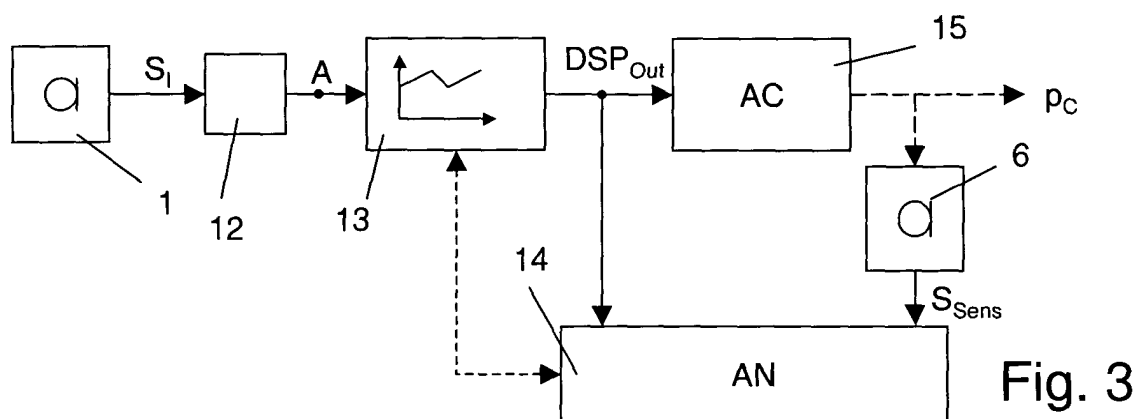 15
S_I
A
DSP_Out
AC
p_C
1
12
13
6
14
S_Sens
AN
Fig. 3